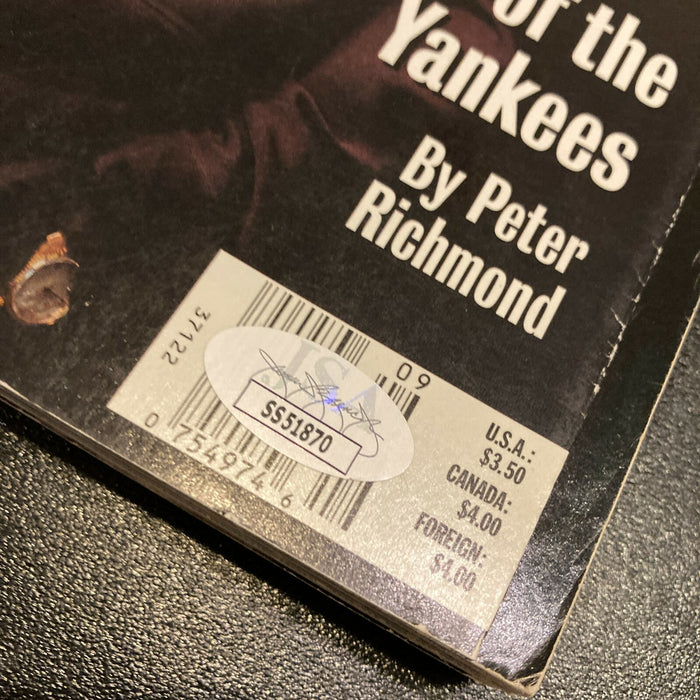 of the
Yankees
By Peter
Richmond
37122
09
JSA
SS51870
0 754974 6
U.S.A.:
$3.50
CANADA:
$4.00
FOREIGN:
$4.00